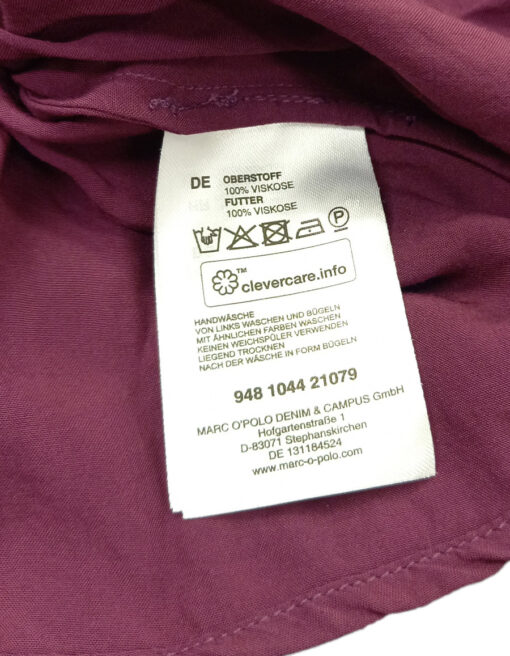 DE OBERSTOFF
100% VISKOSE
FUTTER
100% VISKOSE
P
clevercare.info™
HANDWÄSCHE
VON LINKS WASCHEN UND BÜGELN
MIT ÄHNLICHEN FARBEN WASCHEN
KEINEN WEICHSPÜLER VERWENDEN
LIEGEND TROCKNEN
NACH DER WÄSCHE IN FORM BÜGELN
948 1044 21079
MARC O'POLO DENIM & CAMPUS GmbH
Hofgartenstraße 1
D-83071 Stephanskirchen
DE 131184524
www.marc-o-polo.com